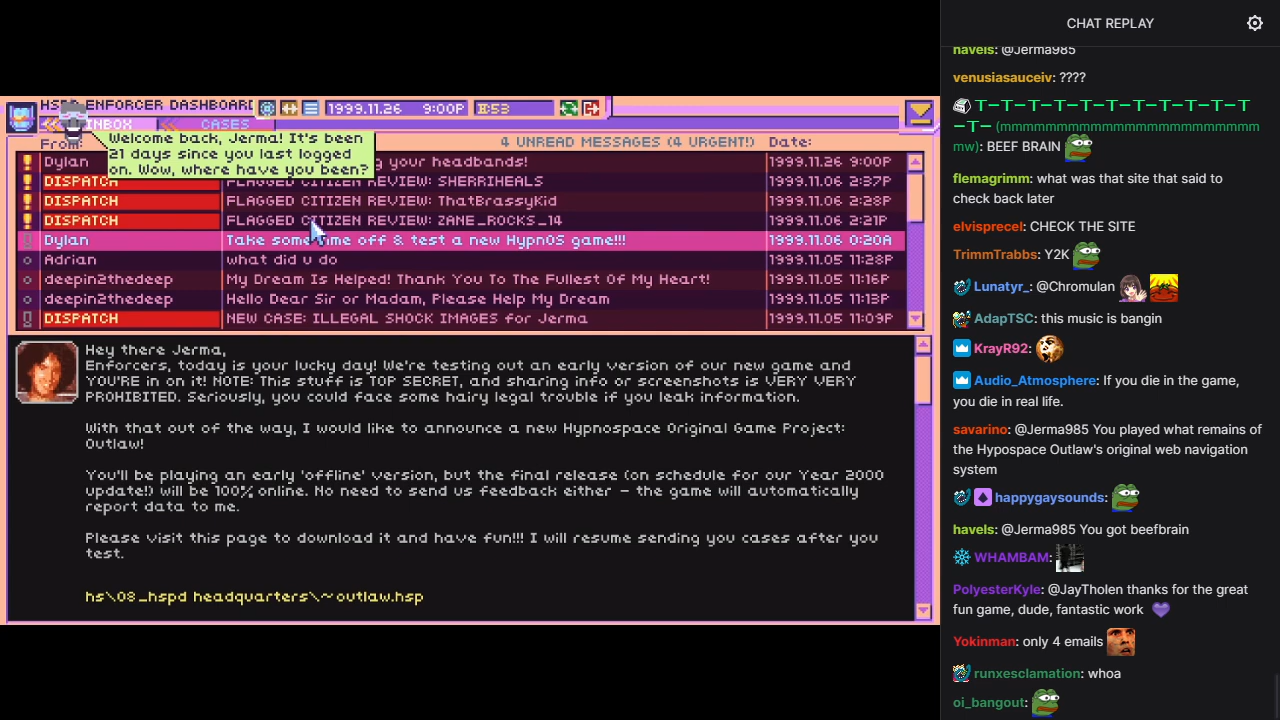 HSPD ENFORCER DASHBOARD
1999.11.26 9:00P
53
INBOX
CASES
Welcome back, Jerma! It's been
21 days since you last logged
on. Wow, where have you been?
From:
4 UNREAD MESSAGES (4 URGENT!)
Date:
Dylan g your headbands! 1999.11.26 9:00P
DISPATCH FLAGGED CITIZEN REVIEW: SHERRIHEALS 1999.11.06 2:37P
DISPATCH FLAGGED CITIZEN REVIEW: ThatBrassyKid 1999.11.06 2:28P
DISPATCH FLAGGED CITIZEN REVIEW: ZANE_ROCKS_14 1999.11.06 2:21P
Dylan Take some time off & test a new HypnOS game!!! 1999.11.06 0:20A
Adrian what did u do 1999.11.05 11:28P
deepin2thedeep My Dream Is Helped! Thank You To The Fullest Of My Heart! 1999.11.05 11:16P
deepin2thedeep Hello Dear Sir or Madam, Please Help My Dream 1999.11.05 11:13P
DISPATCH NEW CASE: ILLEGAL SHOCK IMAGES for Jerma 1999.11.05 11:09P
Hey there Jerma,
Enforcers, today is your lucky day! We're testing out an early version of our new game and
YOU'RE in on it! NOTE: This stuff is TOP SECRET, and sharing info or screenshots is VERY VERY
PROHIBITED. Seriously, you could face some hairy legal trouble if you leak information.
With that out of the way, I would like to announce a new Hypnospace Original Game Project:
Outlaw!
You'll be playing an early 'offline' version, but the final release (on schedule for our Year 2000
update!) will be 100% online. No need to send us feedback either - the game will automatically
report data to me.
Please visit this page to download it and have fun!!! I will resume sending you cases after you
test.
hs\08_hspd headquarters\~outlaw.hsp
CHAT REPLAY
havels: @Jerma985
venusiasauceiv: ????
T−T−T−T−T−T−T−T−T−T−T−T
−T− (mmmmmmmmmmmmmmmmmmmmmmm
mw): BEEF BRAIN
flemagrimm: what was that site that said to
check back later
elvisprecel: CHECK THE SITE
TrimmTrabbs: Y2K
Lunatyr_: @Chromulan
AdapTSC: this music is bangin
KrayR92:
Audio_Atmosphere: If you die in the game,
you die in real life.
savarino: @Jerma985 You played what remains of
the Hypospace Outlaw's original web navigation
system
happygaysounds:
havels: @Jerma985 You got beefbrain
WHAMBAM:
PolyesterKyle: @JayTholen thanks for the great
fun game, dude, fantastic work
Yokinman: only 4 emails
runxesclamation: whoa
oi_bangout: